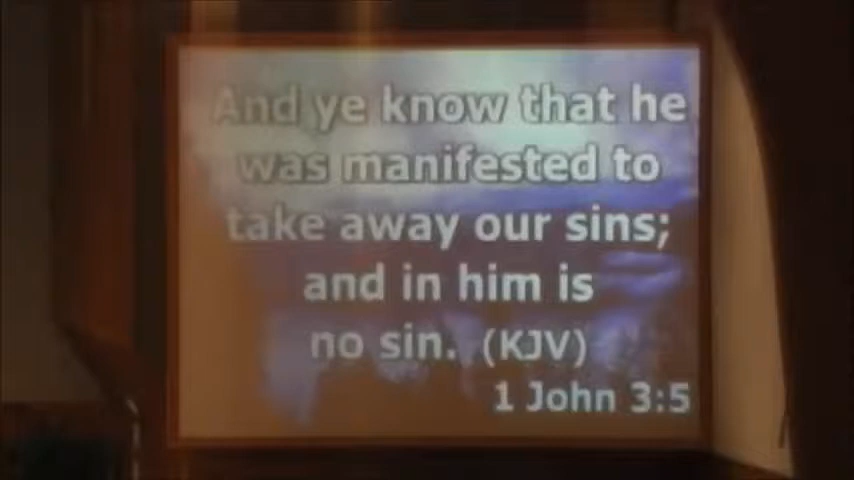 And ye know that he
was manifested to
take away our sins;
and in him is
no sin. (KJV)
1 John 3:5